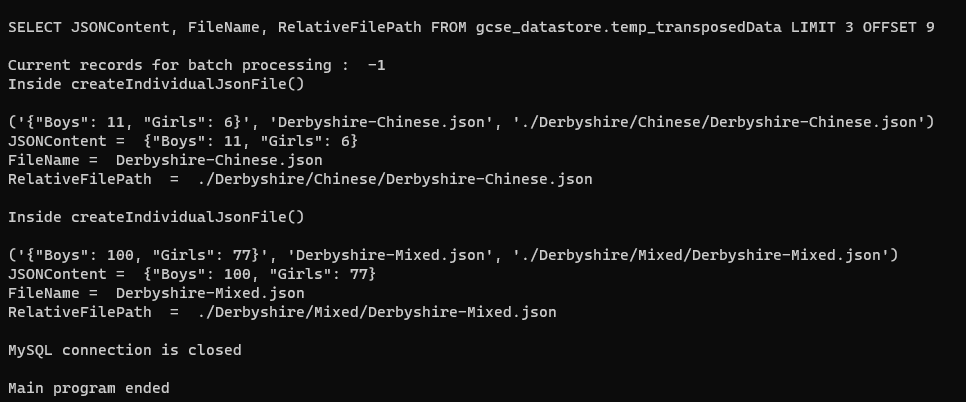 SELECT JSONContent, FileName, RelativeFilePath FROM gcse_datastore.temp_transposedData LIMIT 3 OFFSET 9
Current records for batch processing :  -1
Inside createIndividualJsonFile()
('{"Boys": 11, "Girls": 6}', 'Derbyshire-Chinese.json', './Derbyshire/Chinese/Derbyshire-Chinese.json')
JSONContent =  {"Boys": 11, "Girls": 6}
FileName =  Derbyshire-Chinese.json
RelativeFilePath  =  ./Derbyshire/Chinese/Derbyshire-Chinese.json
Inside createIndividualJsonFile()
('{"Boys": 100, "Girls": 77}', 'Derbyshire-Mixed.json', './Derbyshire/Mixed/Derbyshire-Mixed.json')
JSONContent =  {"Boys": 100, "Girls": 77}
FileName =  Derbyshire-Mixed.json
RelativeFilePath  =  ./Derbyshire/Mixed/Derbyshire-Mixed.json
MySQL connection is closed
Main program ended